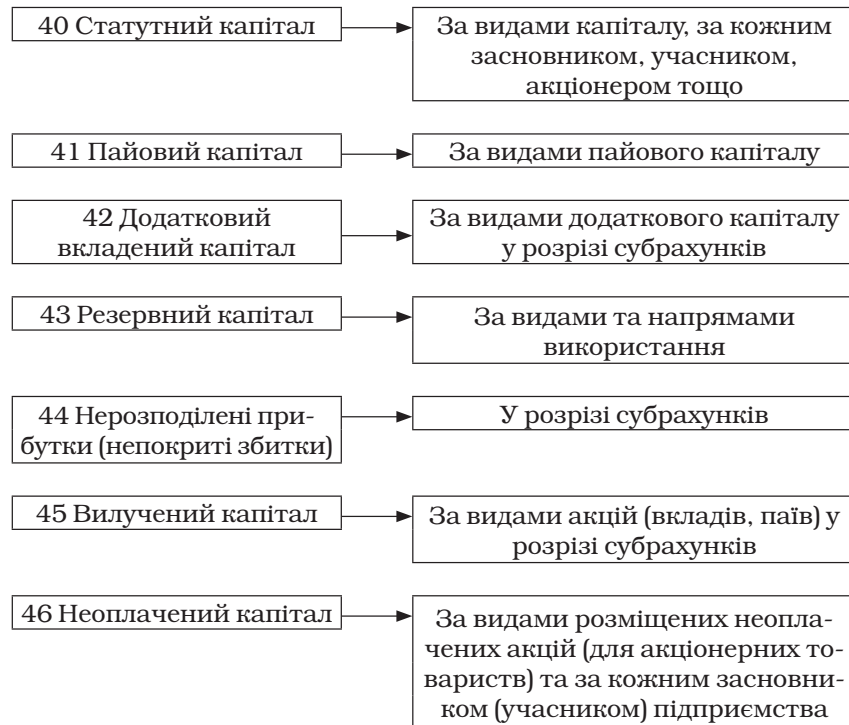 40 Статутний капітал
За видами капіталу, за кожним
засновником, учасником,
акціонером тощо
41 Пайовий капітал
За видами пайового капіталу
42 Додатковий
вкладений капітал
За видами додаткового капіталу
у розрізі субрахунків
43 Резервний капітал
За видами та напрямами
використання
44 Нерозподілені при-
бутки (непокриті збитки)
У розрізі субрахунків
45 Вилучений капітал
За видами акцій (вкладів, паїв) у
розрізі субрахунків
46 Неоплачений капітал
За видами розміщених неопла-
чених акцій (для акціонерних то-
вариств) та за кожним засновни-
ком (учасником) підприємства